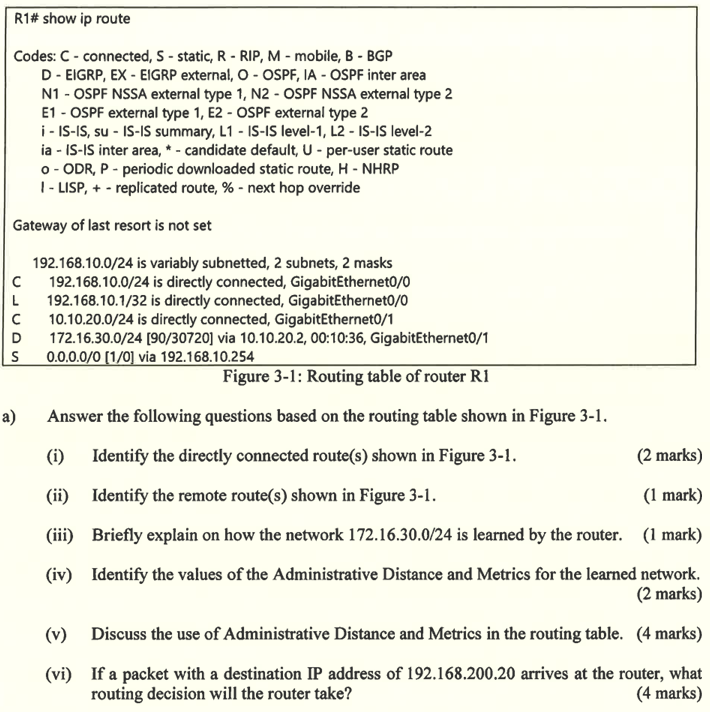 R1# show ip route
Codes: C - connected, S - static, R - RIP, M - mobile, B - BGP
D - EIGRP, EX - EIGRP external, O - OSPF, IA - OSPF inter area
N1 - OSPF NSSA external type 1, N2 - OSPF NSSA external type 2
E1 - OSPF external type 1, E2 - OSPF external type 2
i - IS-IS, su - IS-IS summary, L1 - IS-IS level-1, L2 - IS-IS level-2
ia - IS-IS inter area, * - candidate default, U - per-user static route
o - ODR, P - periodic downloaded static route, H - NHRP
l - LISP, + - replicated route, % - next hop override
Gateway of last resort is not set
192.168.10.0/24 is variably subnetted, 2 subnets, 2 masks
C 192.168.10.0/24 is directly connected, GigabitEthernet0/0
L 192.168.10.1/32 is directly connected, GigabitEthernet0/0
C 10.10.20.0/24 is directly connected, GigabitEthernet0/1
D 172.16.30.0/24 [90/30720] via 10.10.20.2, 00:10:36, GigabitEthernet0/1
S 0.0.0.0/0 [1/0] via 192.168.10.254
Figure 3-1: Routing table of router R1
a) Answer the following questions based on the routing table shown in Figure 3-1.
(i) Identify the directly connected route(s) shown in Figure 3-1. (2 marks)
(ii) Identify the remote route(s) shown in Figure 3-1. (1 mark)
(iii) Briefly explain on how the network 172.16.30.0/24 is learned by the router. (1 mark)
(iv) Identify the values of the Administrative Distance and Metrics for the learned network.
(2 marks)
(v) Discuss the use of Administrative Distance and Metrics in the routing table. (4 marks)
(vi) If a packet with a destination IP address of 192.168.200.20 arrives at the router, what
routing decision will the router take? (4 marks)